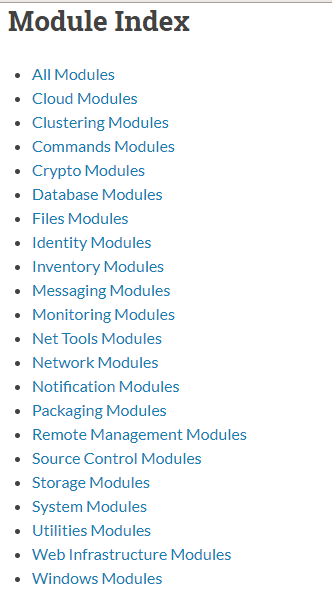 Module Index
All Modules
Cloud Modules
Clustering Modules
Commands Modules
Crypto Modules
Database Modules
Files Modules
Identity Modules
Inventory Modules
Messaging Modules
Monitoring Modules
Net Tools Modules
Network Modules
Notification Modules
Packaging Modules
Remote Management Modules
Source Control Modules
Storage Modules
System Modules
Utilities Modules
Web Infrastructure Modules
Windows Modules